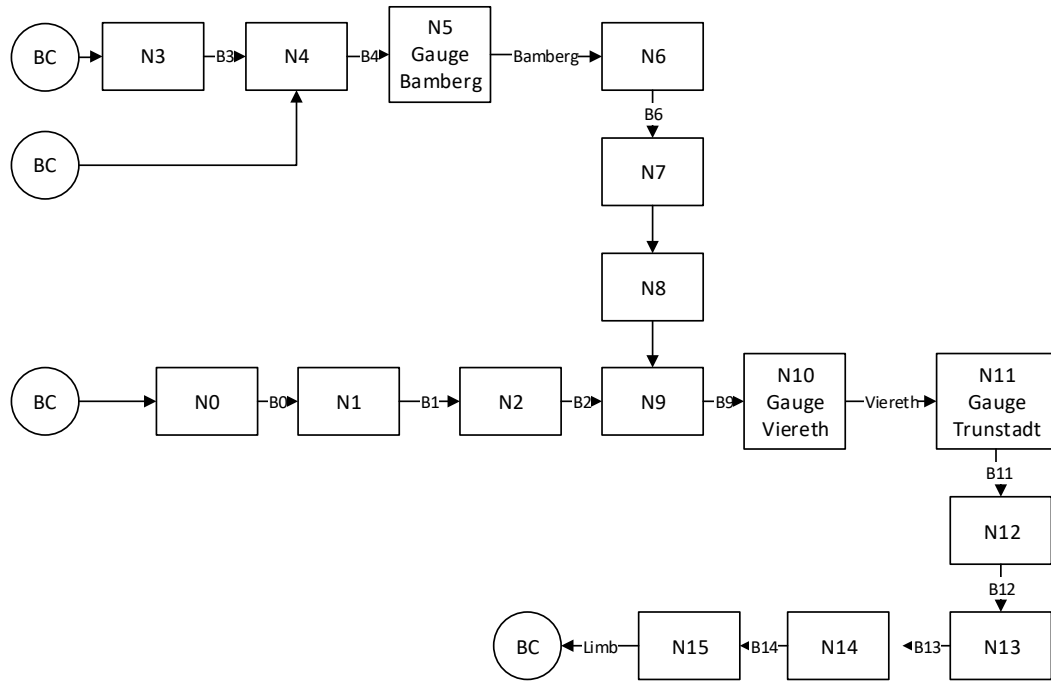 BC
N3
B3
N4
B4
N5
Gauge
Bamberg
Bamberg
N6
BC
B6
N7
N8
BC
N0
B0
N1
B1
N2
B2
N9
B9
N10
Gauge
Viereth
Viereth
N11
Gauge
Trunstadt
B11
N12
B12
BC
Limb
N15
B14
N14
B13
N13